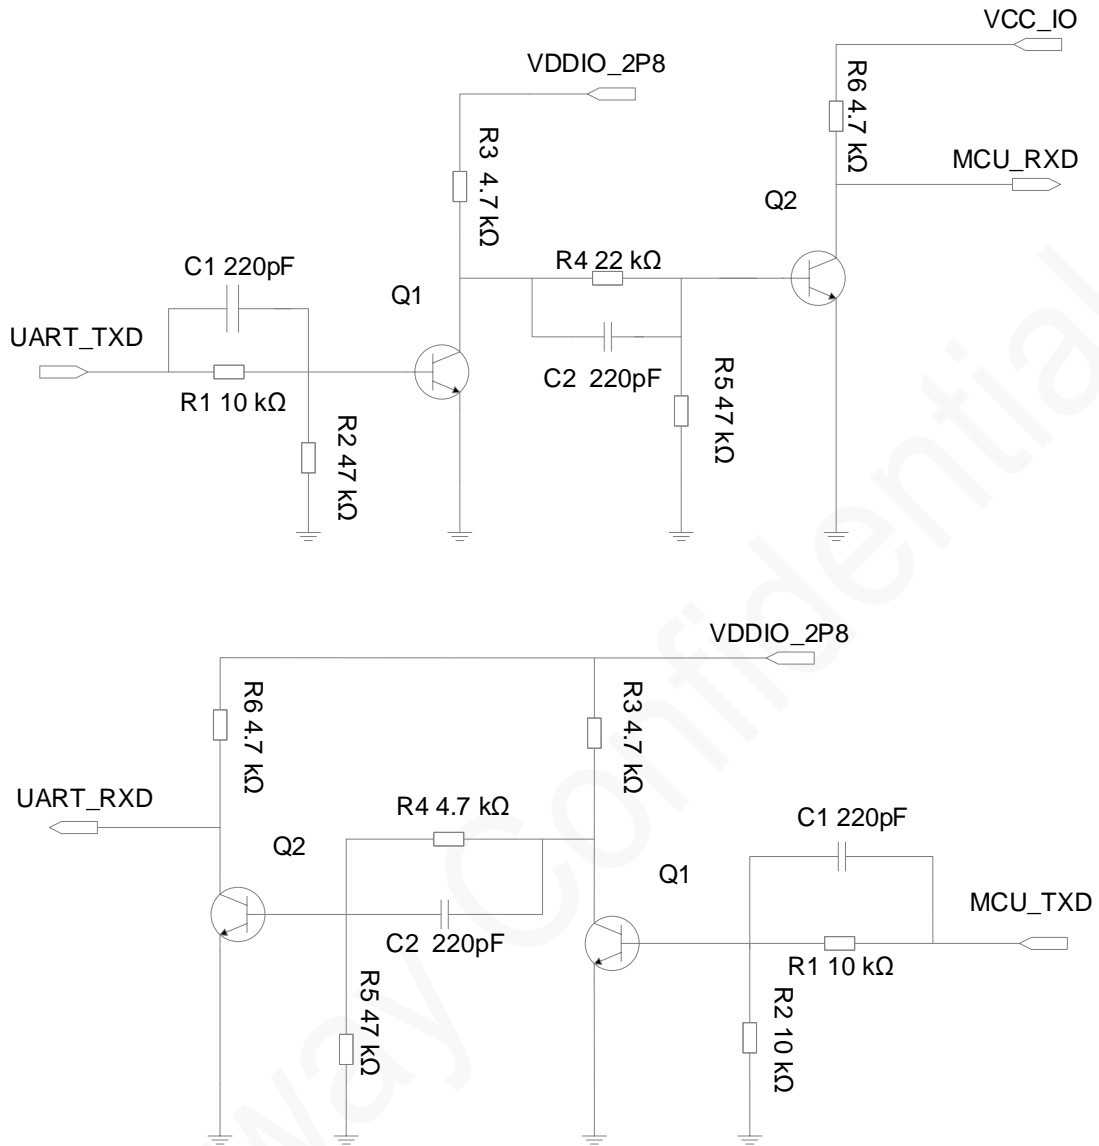 VCC_IO
VDDIO_2P8
R6 4.7 kΩ
R3 4.7 kΩ
MCU_RXD
Q2
C1 220pF
R4 22 kΩ
Q1
UART_TXD
C2 220pF
R1 10 kΩ
R5 47 kΩ
R2 47 kΩ
VDDIO_2P8
R6 4.7 kΩ
R3 4.7 kΩ
UART_RXD
R4 4.7 kΩ
C1 220pF
Q2
Q1
MCU_TXD
C2 220pF
R1 10 kΩ
R5 47 kΩ
R2 10 kΩ
way Confidential